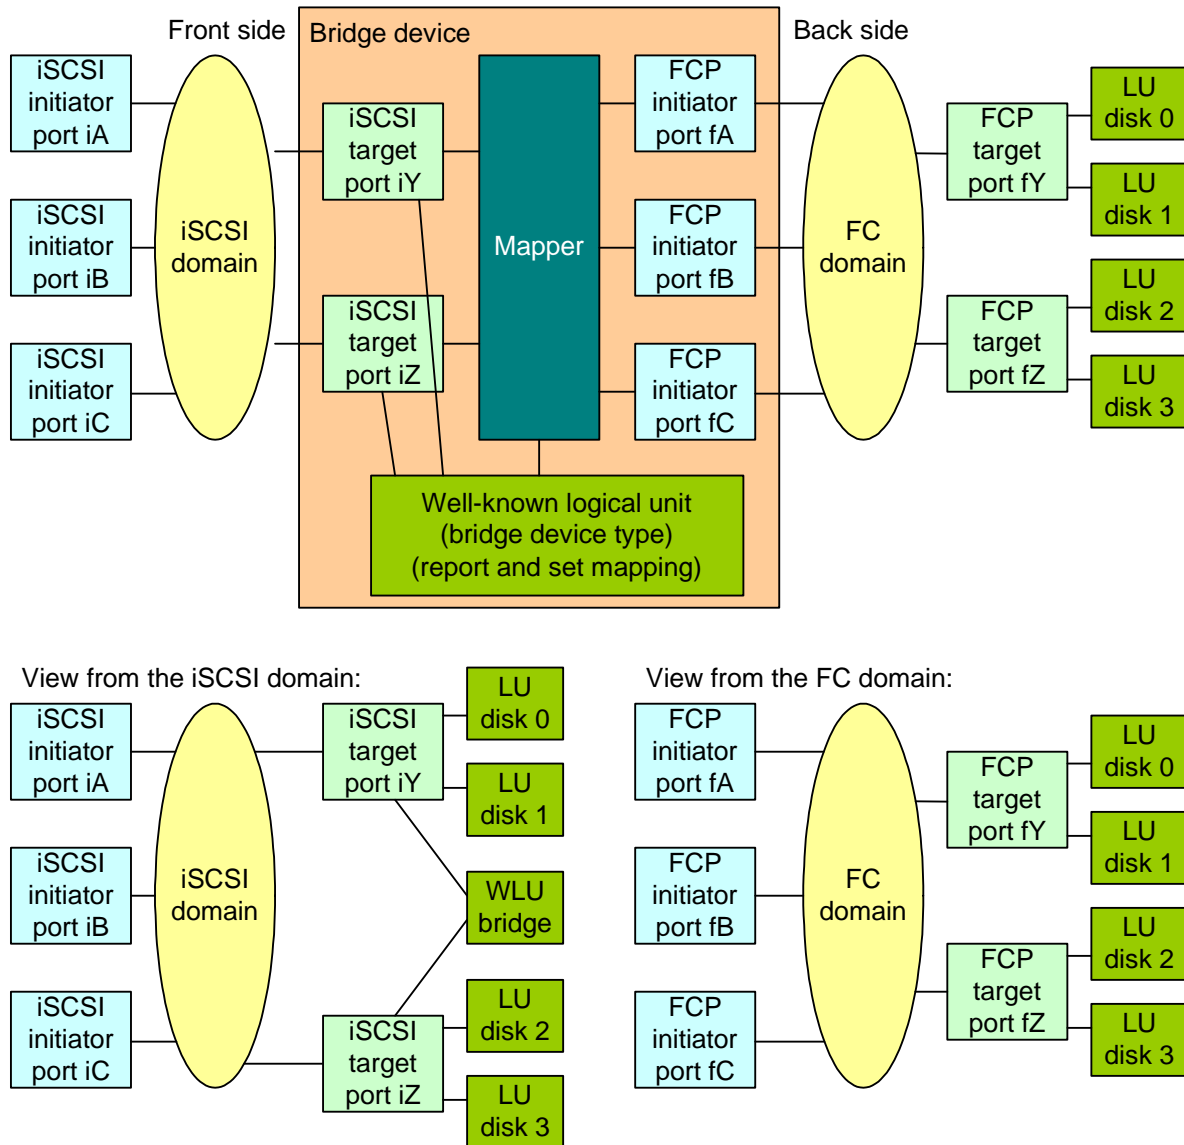 Front side
Bridge device
Back side
iSCSI
initiator
port iA
iSCSI
initiator
port iB
iSCSI
initiator
port iC
iSCSI
domain
iSCSI
target
port iY
iSCSI
target
port iZ
Mapper
FCP
initiator
port fA
FCP
initiator
port fB
FCP
initiator
port fC
Well-known logical unit
(bridge device type)
(report and set mapping)
FC
domain
FCP
target
port fY
FCP
target
port fZ
LU
disk 0
LU
disk 1
LU
disk 2
LU
disk 3
View from the iSCSI domain:
iSCSI
initiator
port iA
iSCSI
initiator
port iB
iSCSI
initiator
port iC
iSCSI
domain
iSCSI
target
port iY
iSCSI
target
port iZ
LU
disk 0
LU
disk 1
WLU
bridge
LU
disk 2
LU
disk 3
View from the FC domain:
FCP
initiator
port fA
FCP
initiator
port fB
FCP
initiator
port fC
FC
domain
FCP
target
port fY
FCP
target
port fZ
LU
disk 0
LU
disk 1
LU
disk 2
LU
disk 3